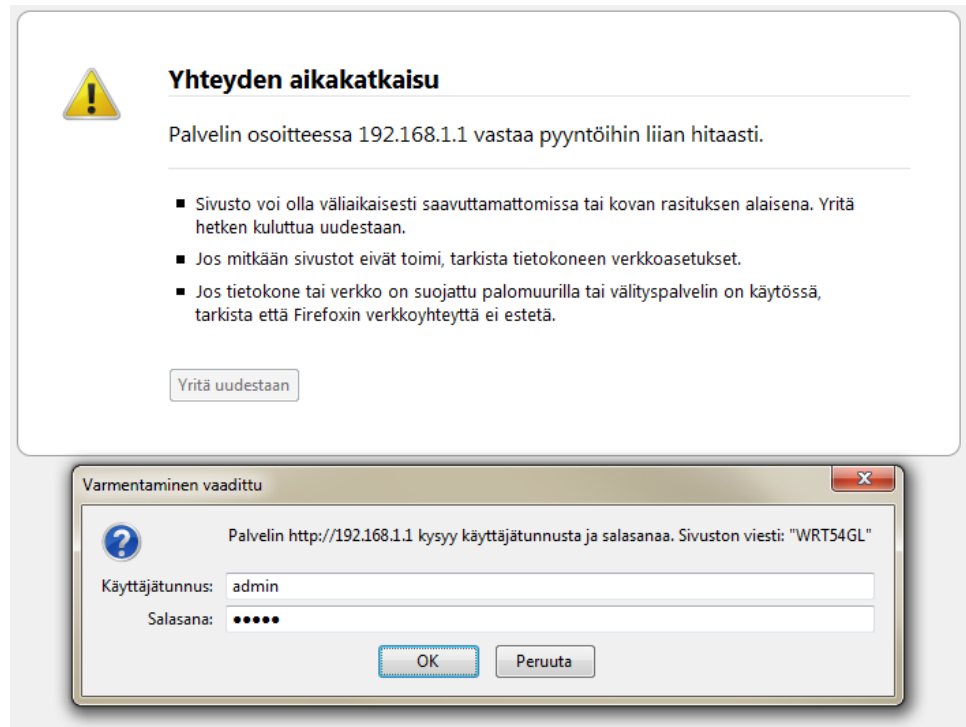 Yhteyden aikakatkaisu
Palvelin osoitteessa 192.168.1.1 vastaa pyyntöihin liian hitaasti.
Sivusto voi olla väliaikaisesti saavuttamattomissa tai kovan rasituksen alaisena. Yritä
hetken kuluttua uudestaan.
Jos mitkään sivustot eivät toimi, tarkista tietokoneen verkkoasetukset.
Jos tietokone tai verkko on suojattu palomuurilla tai välityspalvelin on käytössä,
tarkista että Firefoxin verkkoyhteyttä ei estetä.
Yritä uudestaan
Varmentaminen vaadittu
Palvelin http://192.168.1.1 kysyy käyttäjätunnusta ja salasanaa. Sivuston viesti: "WRT54GL"
Käyttäjätunnus: admin
Salasana: •••••
OK Peruuta